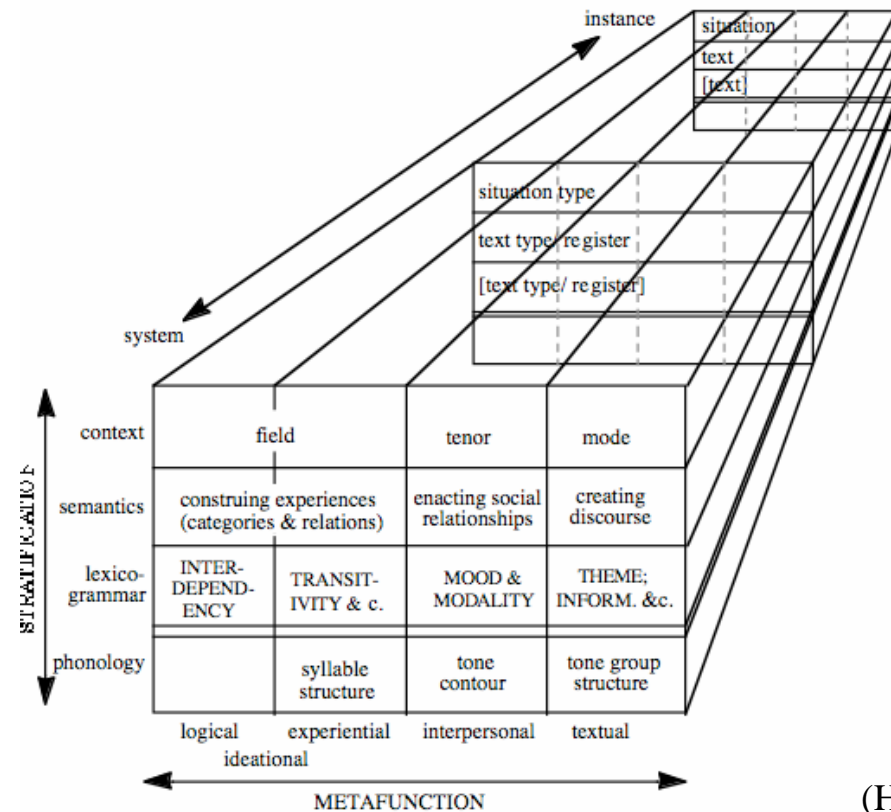 instance
situation
text
[text]
situation type
text type/ register
[text type/ register]
system
context
field
tenor
mode
semantics
construing experiences
(categories & relations)
enacting social
relationships
creating
discourse
lexico-
grammar
INTER-
DEPEND-
ENCY
TRANSIT-
IVITY & c.
MOOD &
MODALITY
THEME;
INFORM. &c.
phonology
syllable
structure
tone
contour
tone group
structure
STRATIFICATION
logical
experiential
interpersonal
textual
ideational
METAFUNCTION
(H